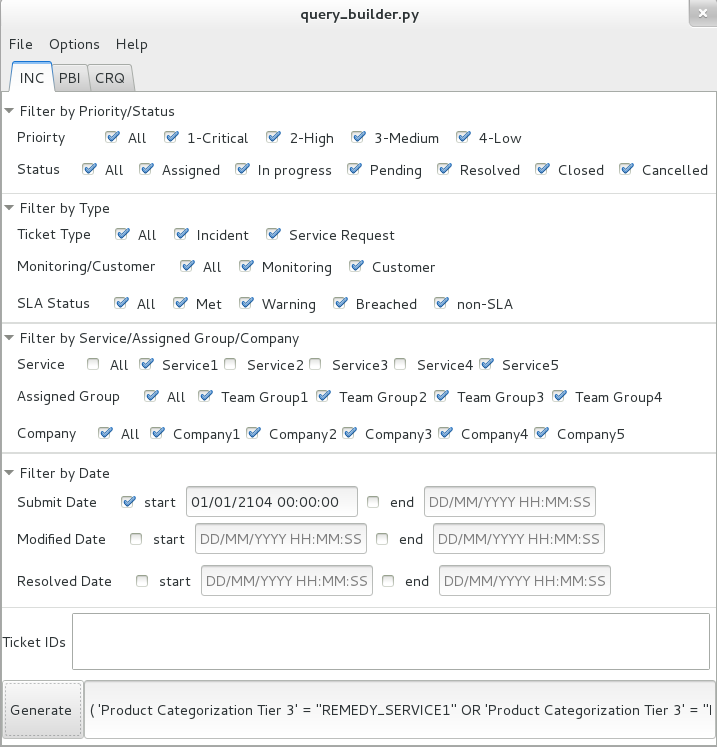 query_builder.py
File Options Help
INC PBI CRQ
Filter by Priority/Status
Prioirty All 1-Critical 2-High 3-Medium 4-Low
Status All Assigned In progress Pending Resolved Closed Cancelled
Filter by Type
Ticket Type All Incident Service Request
Monitoring/Customer All Monitoring Customer
SLA Status All Met Warning Breached non-SLA
Filter by Service/Assigned Group/Company
Service All Service1 Service2 Service3 Service4 Service5
Assigned Group All Team Group1 Team Group2 Team Group3 Team Group4
Company All Company1 Company2 Company3 Company4 Company5
Filter by Date
Submit Date start 01/01/2104 00:00:00 end DD/MM/YYYY HH:MM:SS
Modified Date start DD/MM/YYYY HH:MM:SS end DD/MM/YYYY HH:MM:SS
Resolved Date start DD/MM/YYYY HH:MM:SS end DD/MM/YYYY HH:MM:SS
Ticket IDs
Generate ( 'Product Categorization Tier 3' = "REMEDY_SERVICE1" OR 'Product Categorization Tier 3' = "